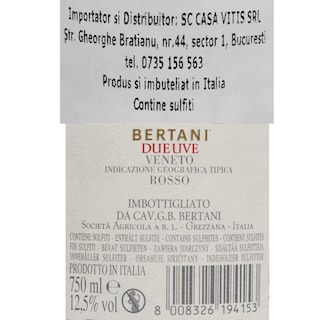 Importator si Distribuitor: SC CASA VITIS SRL
Str. Gheorghe Bratianu, nr.44, sector 1, Bucuresti
tel. 0735 156 563
Produs si imbuteliat in Italia
Contine sulfiti
BERTANI
DUE UVE
VENETO
INDICAZIONE GEOGRAFICA TIPICA
ROSSO
IMBOTTIGLIATO
DA CAV.G.B. BERTANI
SOCIETÀ AGRICOLA A R. L. - GREZZANA - ITALIA
CONTIENE SOLFITI - ENTHÄLT SULFITE - CONTAINS SULPHITES - CONTIENT SULFITES
PRODOTTO IN ITALIA
750 ml e
12,5% vol
8 008326 194153